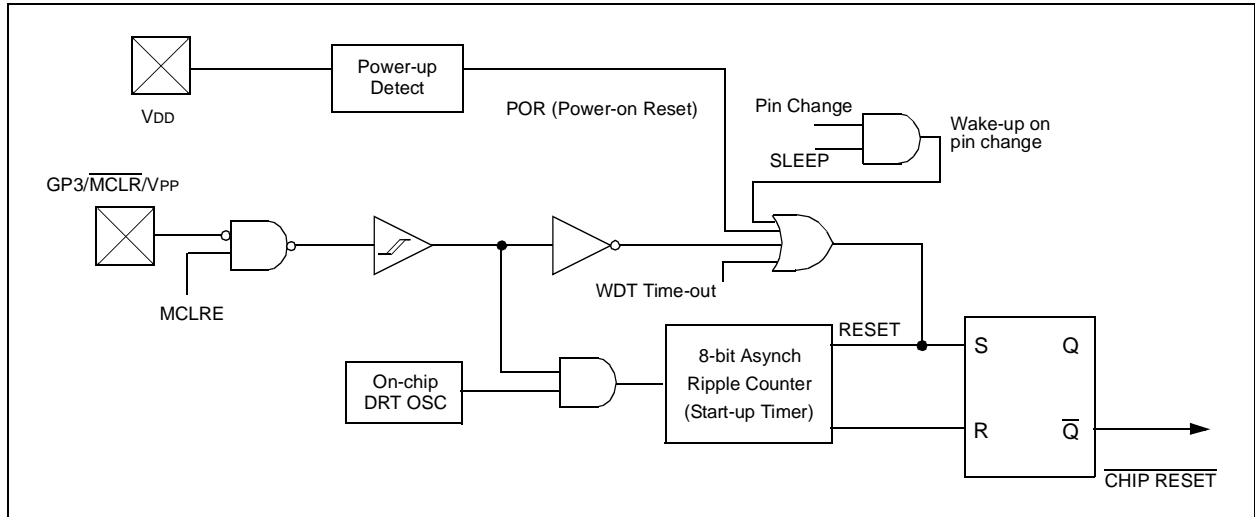 Power-up
Detect
VDD
POR (Power-on Reset)
Pin Change
SLEEP
Wake-up on
pin change
GP3/MCLR/VPP
MCLRE
WDT Time-out
On-chip
DRT OSC
8-bit Asynch
Ripple Counter
(Start-up Timer)
RESET
S
Q
R
Q
CHIP RESET